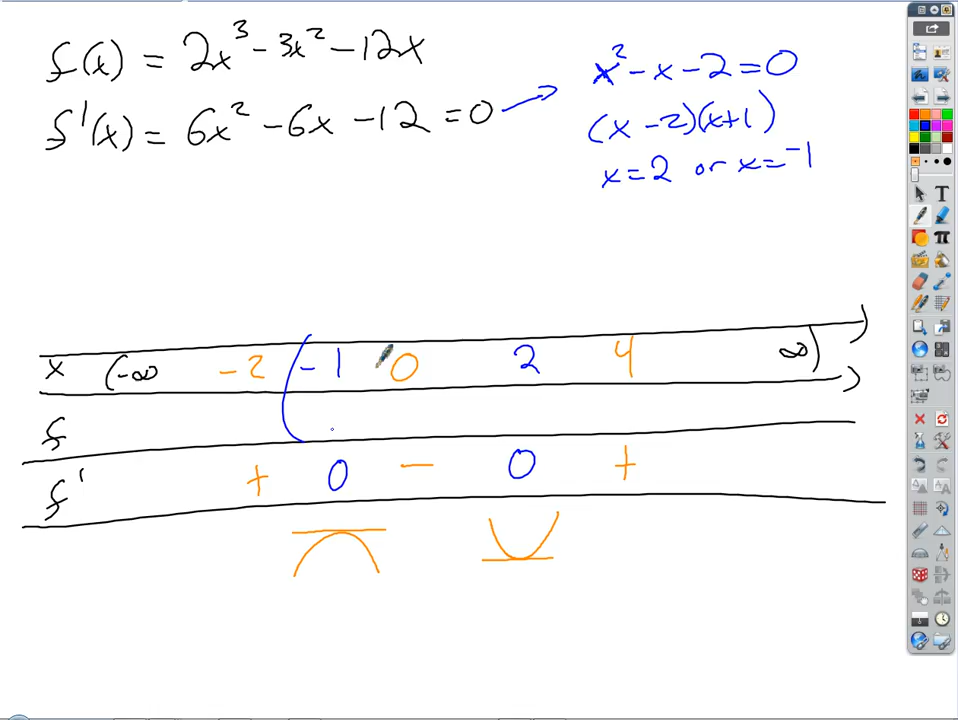 f(x) = 2x³ - 3x² - 12x
f'(x) = 6x² - 6x - 12 = 0
x² - x - 2 = 0
(x - 2)(x + 1)
x = 2 or x = -1
x (-∞ -2 (-1 0 2 4 ∞)
f
f' + 0 - 0 +